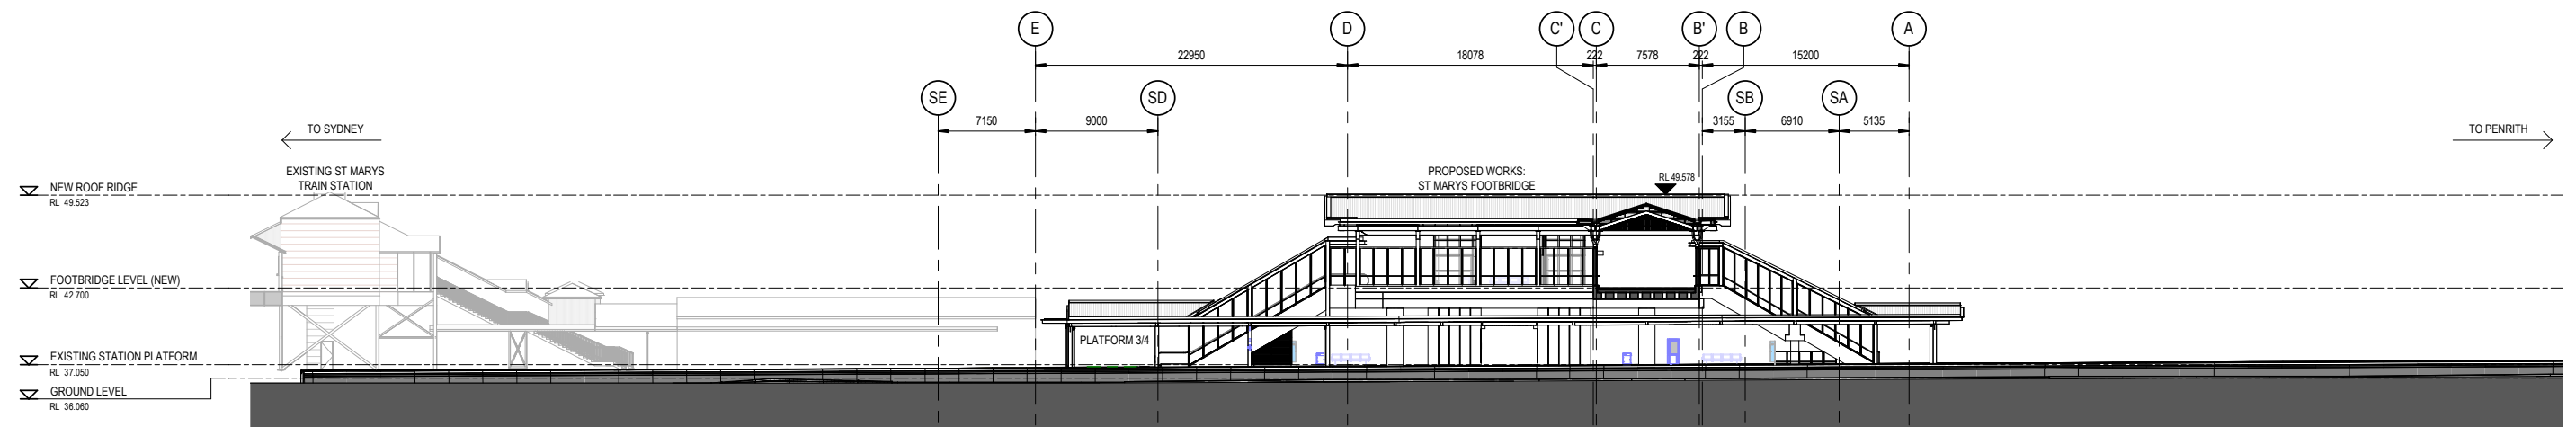 E
D
C'
C
B'
B
A
22950
18078
222
7578
222
15200
SE
SD
SB
SA
7150
9000
3155
6910
5135
TO SYDNEY
TO PENRITH
EXISTING ST MARYS
TRAIN STATION
PROPOSED WORKS:
ST MARYS FOOTBRIDGE
RL 49.578
NEW ROOF RIDGE
RL 49.523
FOOTBRIDGE LEVEL (NEW)
RL 42.700
PLATFORM 3/4
EXISTING STATION PLATFORM
RL 37.050
GROUND LEVEL
RL 36.060